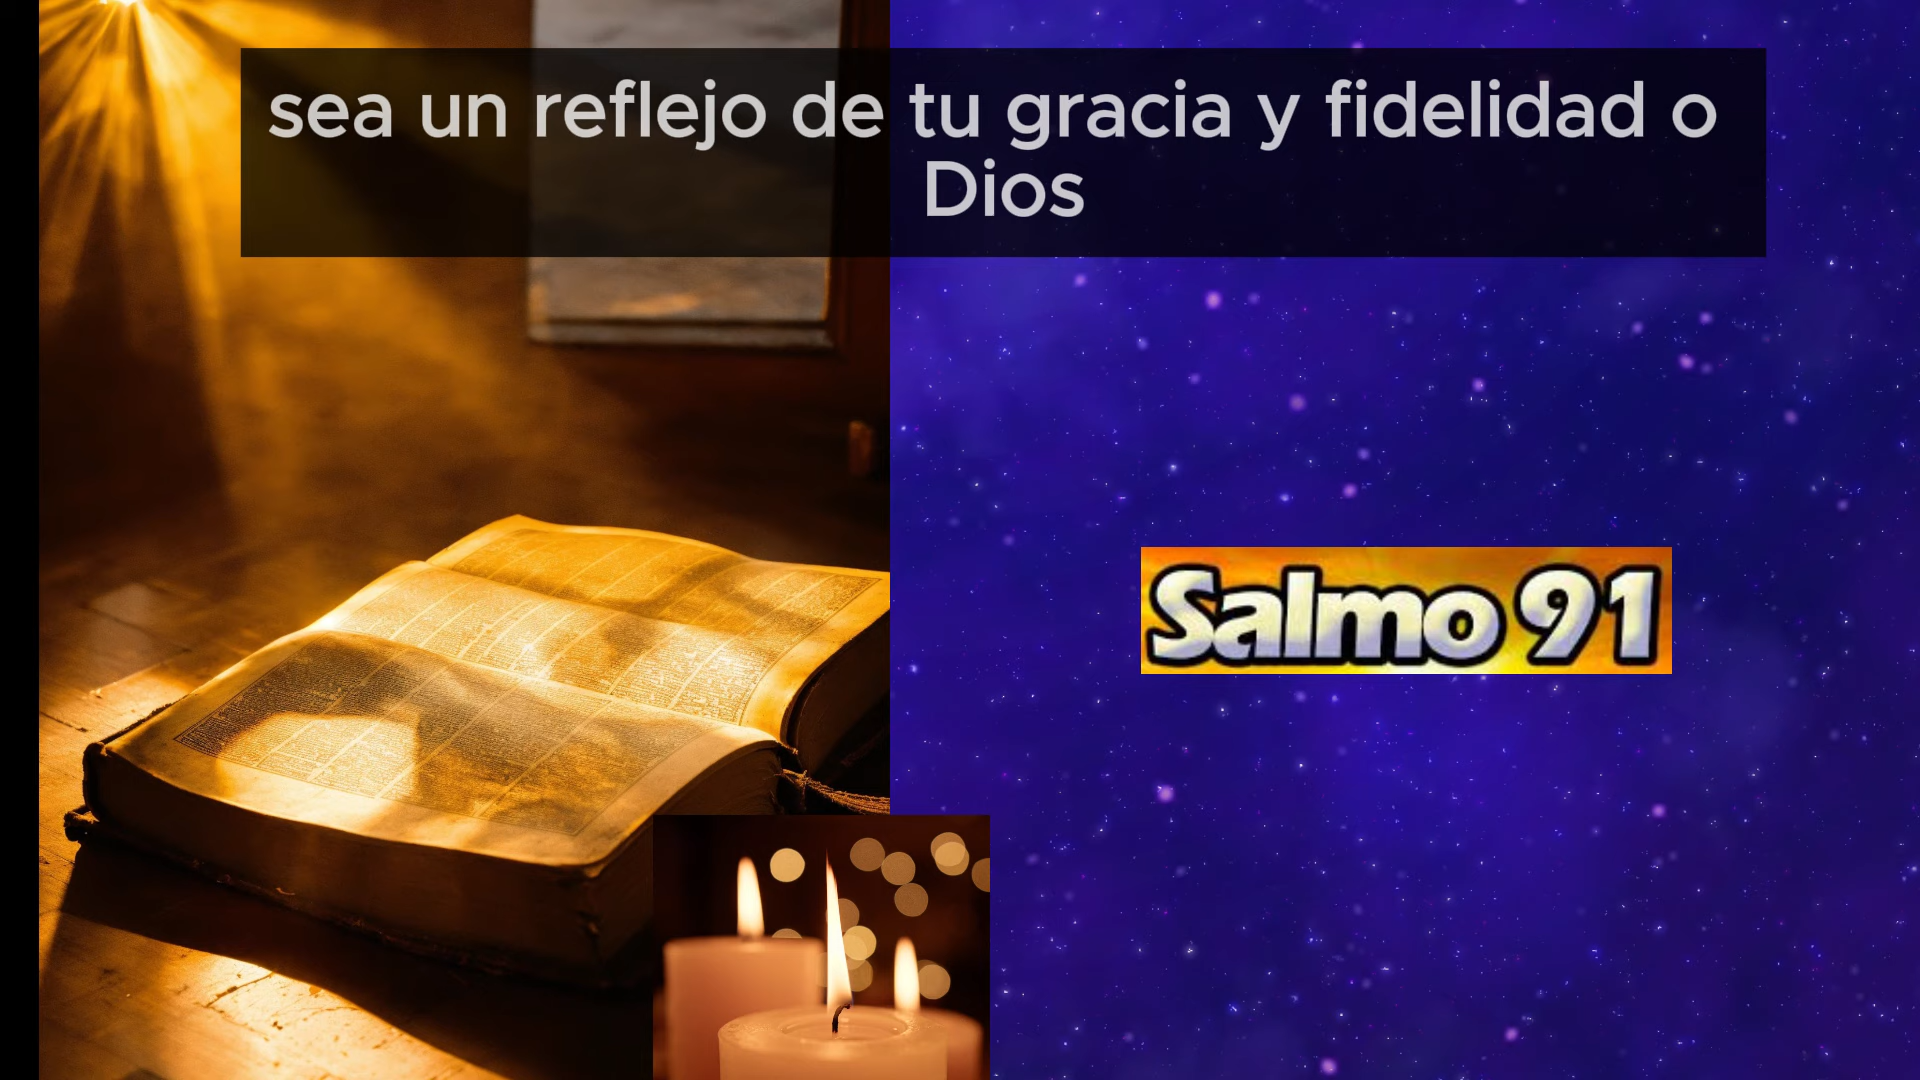 sea un reflejo de tu gracia y fidelidad o
Dios
Salmo 91